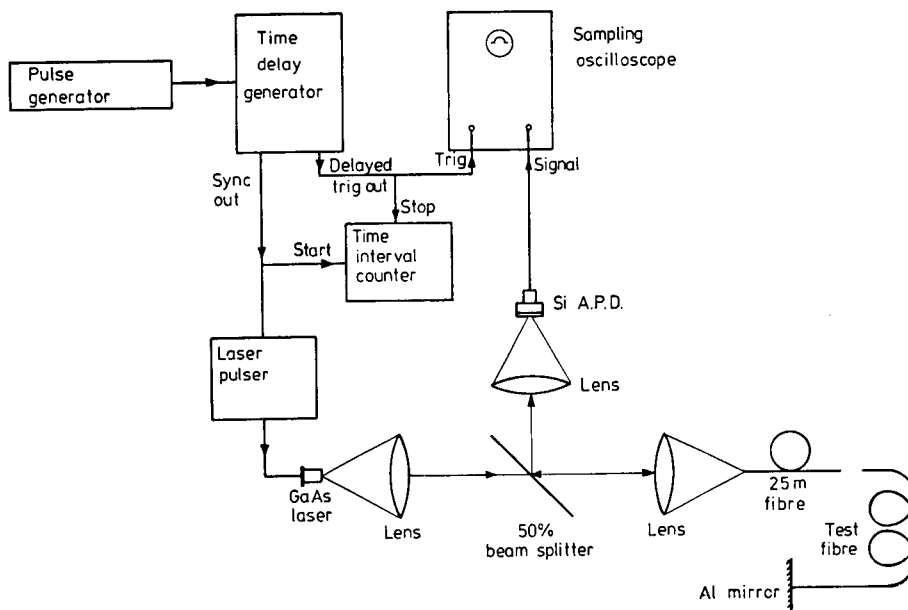 Pulse
generator
Time
delay
generator
Sampling
oscilloscope
Trig
Signal
Delayed
trig out
Sync
out
Stop
Start
Time
interval
counter
Si A.P.D.
Laser
pulser
Lens
GaAs
laser
Lens
50%
beam splitter
Lens
25m
fibre
Test
fibre
Al mirror